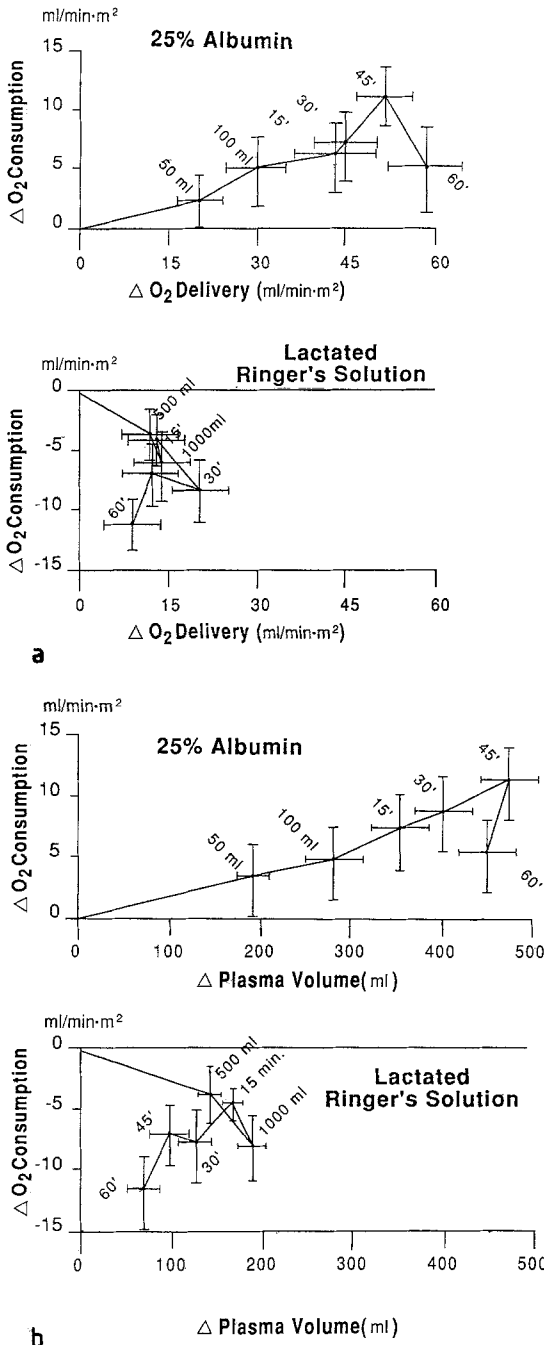 ml/min·m²
25% Albumin
15
10
5
0
Δ O₂ Consumption
50 ml
100 ml
15'
30'
45'
60'
0 15 30 45 60
Δ O₂ Delivery (ml/min·m²)
ml/min·m²
Lactated
Ringer's Solution
0
-5
-10
-15
Δ O₂ Consumption
500 ml
15'
1000ml
30'
60'
0 15 30 45 60
Δ O₂ Delivery (ml/min·m²)
a
ml/min·m²
25% Albumin
15
10
5
0
Δ O₂ Consumption
50 ml
100 ml
15'
30'
45'
60'
0 100 200 300 400 500
Δ Plasma Volume(ml)
ml/min·m²
Lactated
Ringer's Solution
0
-5
-10
-15
Δ O₂ Consumption
500 ml
15 min.
1000 ml
30'
45'
60'
0 100 200 300 400 500
Δ Plasma Volume(ml)
b